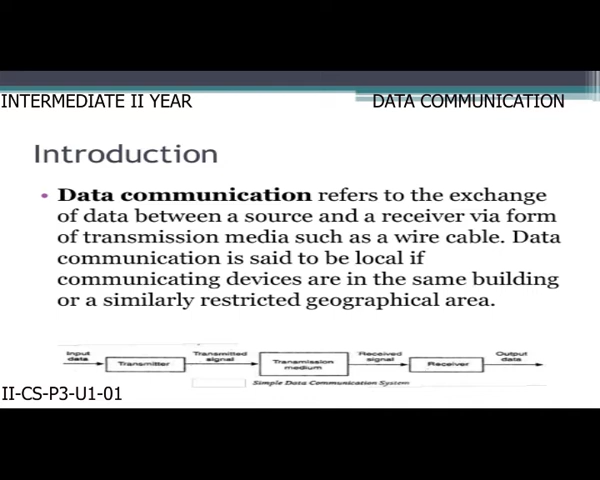 INTERMEDIATE II YEAR DATA COMMUNICATION
Introduction
• Data communication refers to the exchange
of data between a source and a receiver via form
of transmission media such as a wire cable. Data
communication is said to be local if
communicating devices are in the same building
or a similarly restricted geographical area.
Input data
Transmitter
Transmitted signal
Transmission medium
Received signal
Receiver
Output data
Simple Data Communication System
II-CS-P3-U1-01